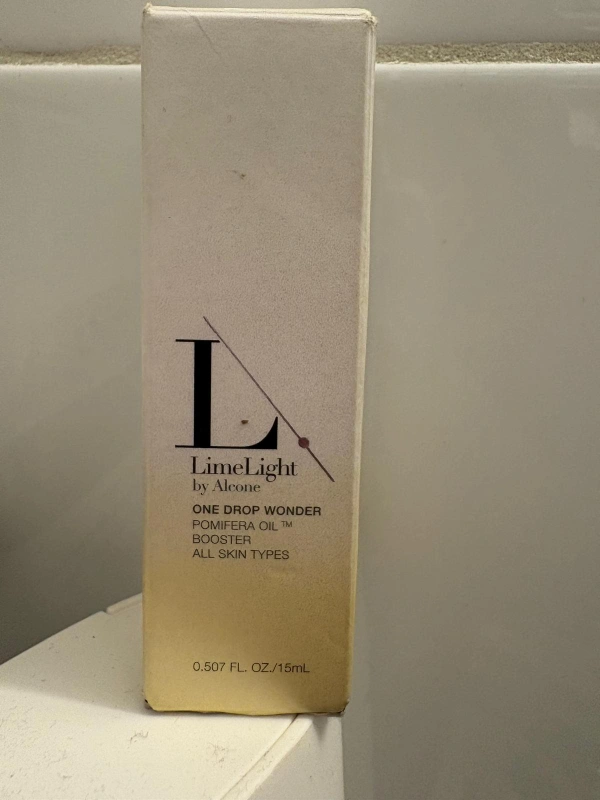 L
LimeLight
by Alcone
ONE DROP WONDER
POMIFERA OIL™
BOOSTER
ALL SKIN TYPES
0.507 FL. OZ./15mL